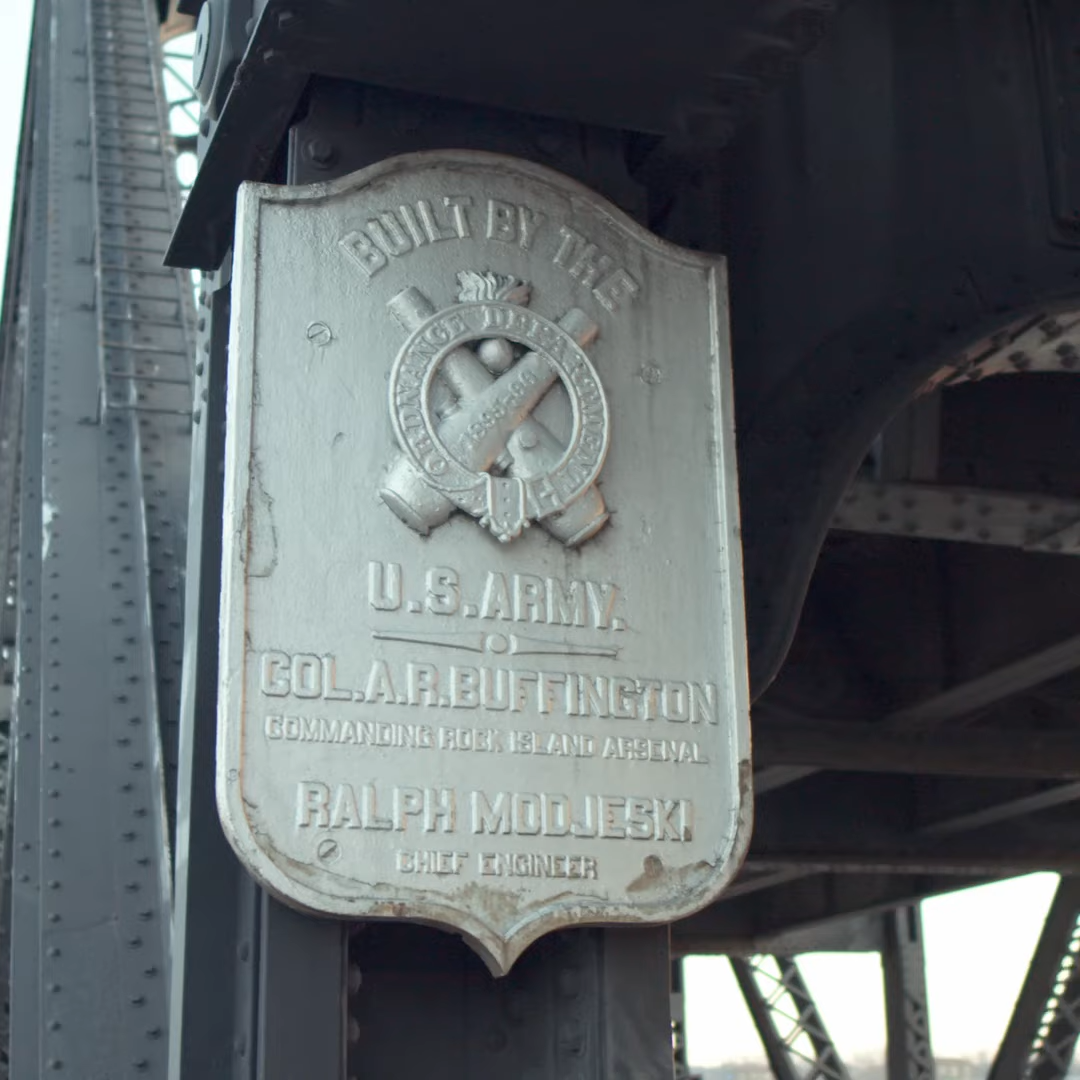 BUILT BY THE
ORDNANCE DEPARTMENT
U.S.ARMY.
COL.A.R.BUFFINGTON
COMMANDING ROCK ISLAND ARSENAL
RALPH MODJESKI
CHIEF ENGINEER